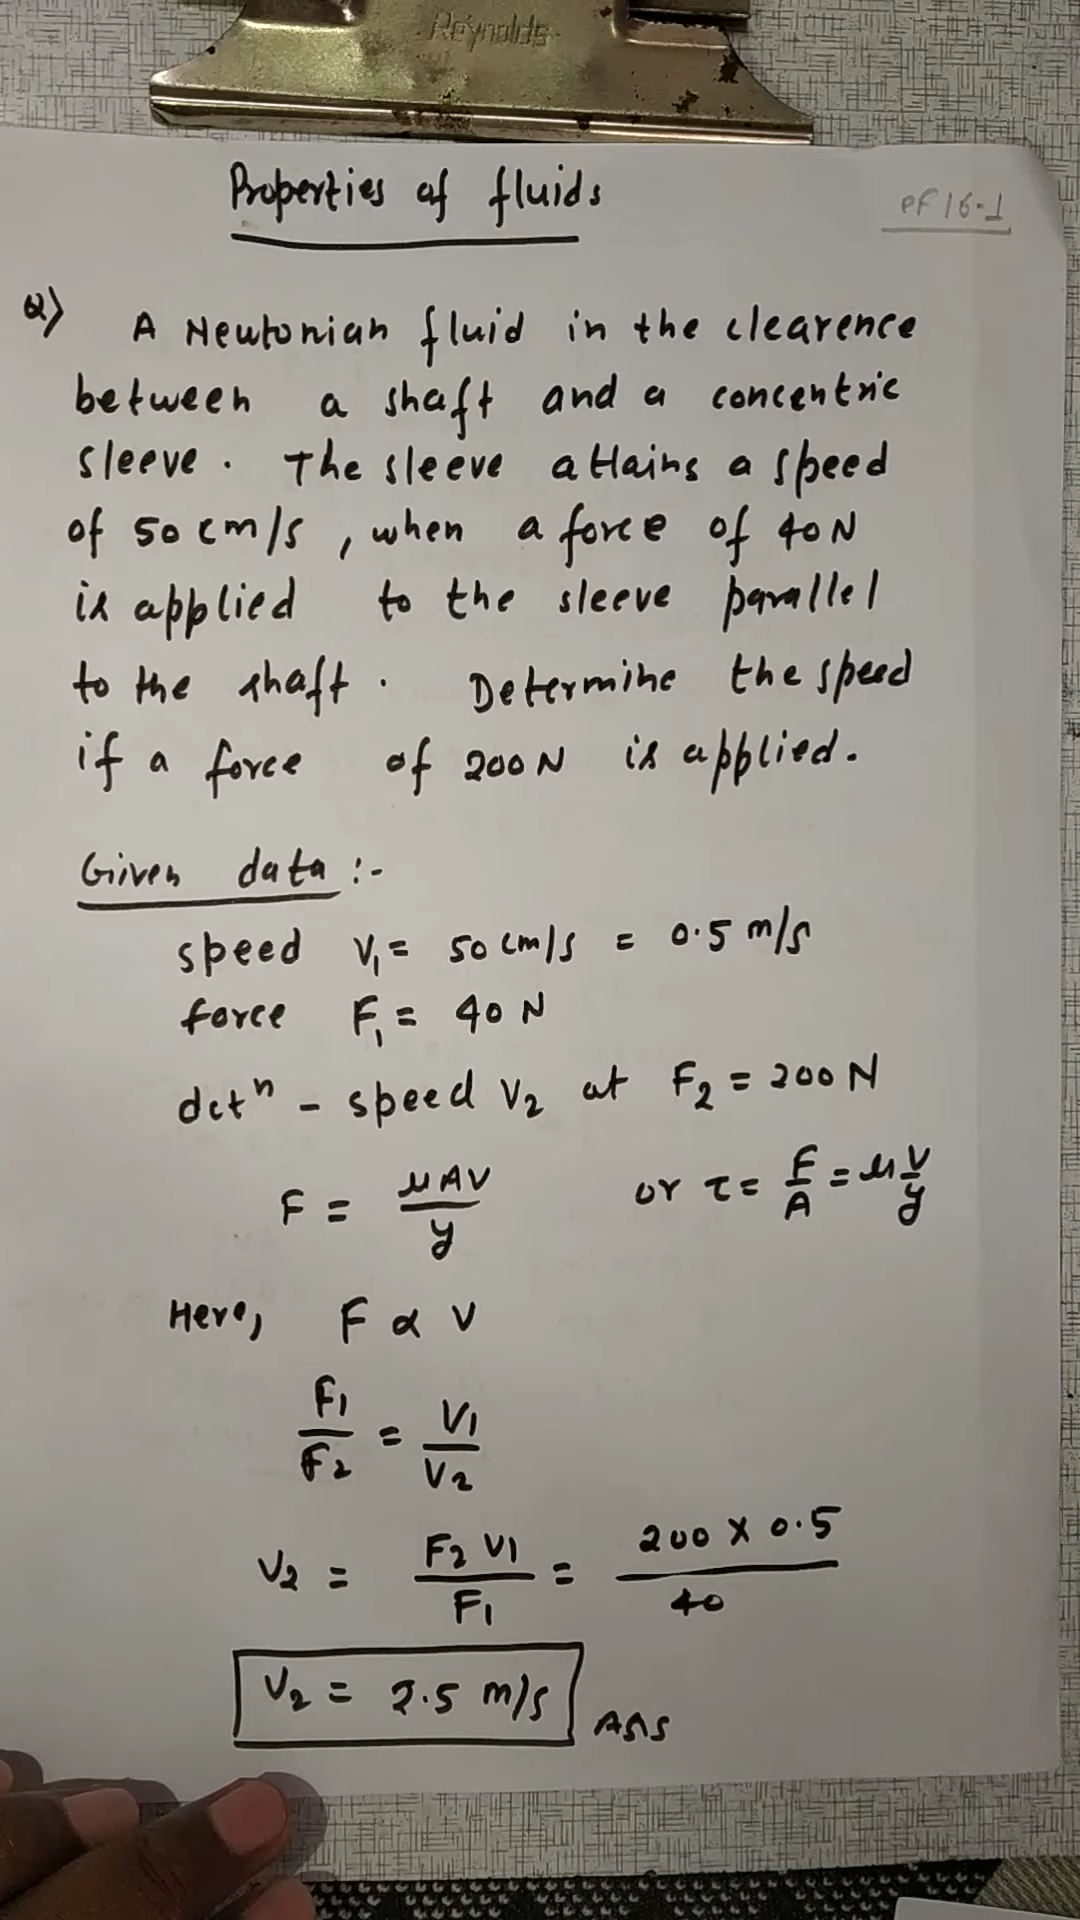 Reynolds
Properties of fluids
PF 16.1
Q) A Newtonian fluid in the clearence
between a shaft and a concentric
sleeve. The sleeve attains a speed
of 50 cm/s, when a force of 40N
is applied to the sleeve parallel
to the shaft. Determine the speed
if a force of 200N is applied.
Given data :-
speed V₁ = 50 cm/s = 0.5 m/s
force F₁ = 40 N
detⁿ - speed V₂ at F₂ = 200 N
F = μAV/y or τ = F/A = μ V/y
Here, F α V
F₁/F₂ = V₁/V₂
V₂ = F₂ V₁/F₁ = 200 X 0.5/40
V₂ = 2.5 m/s Ans